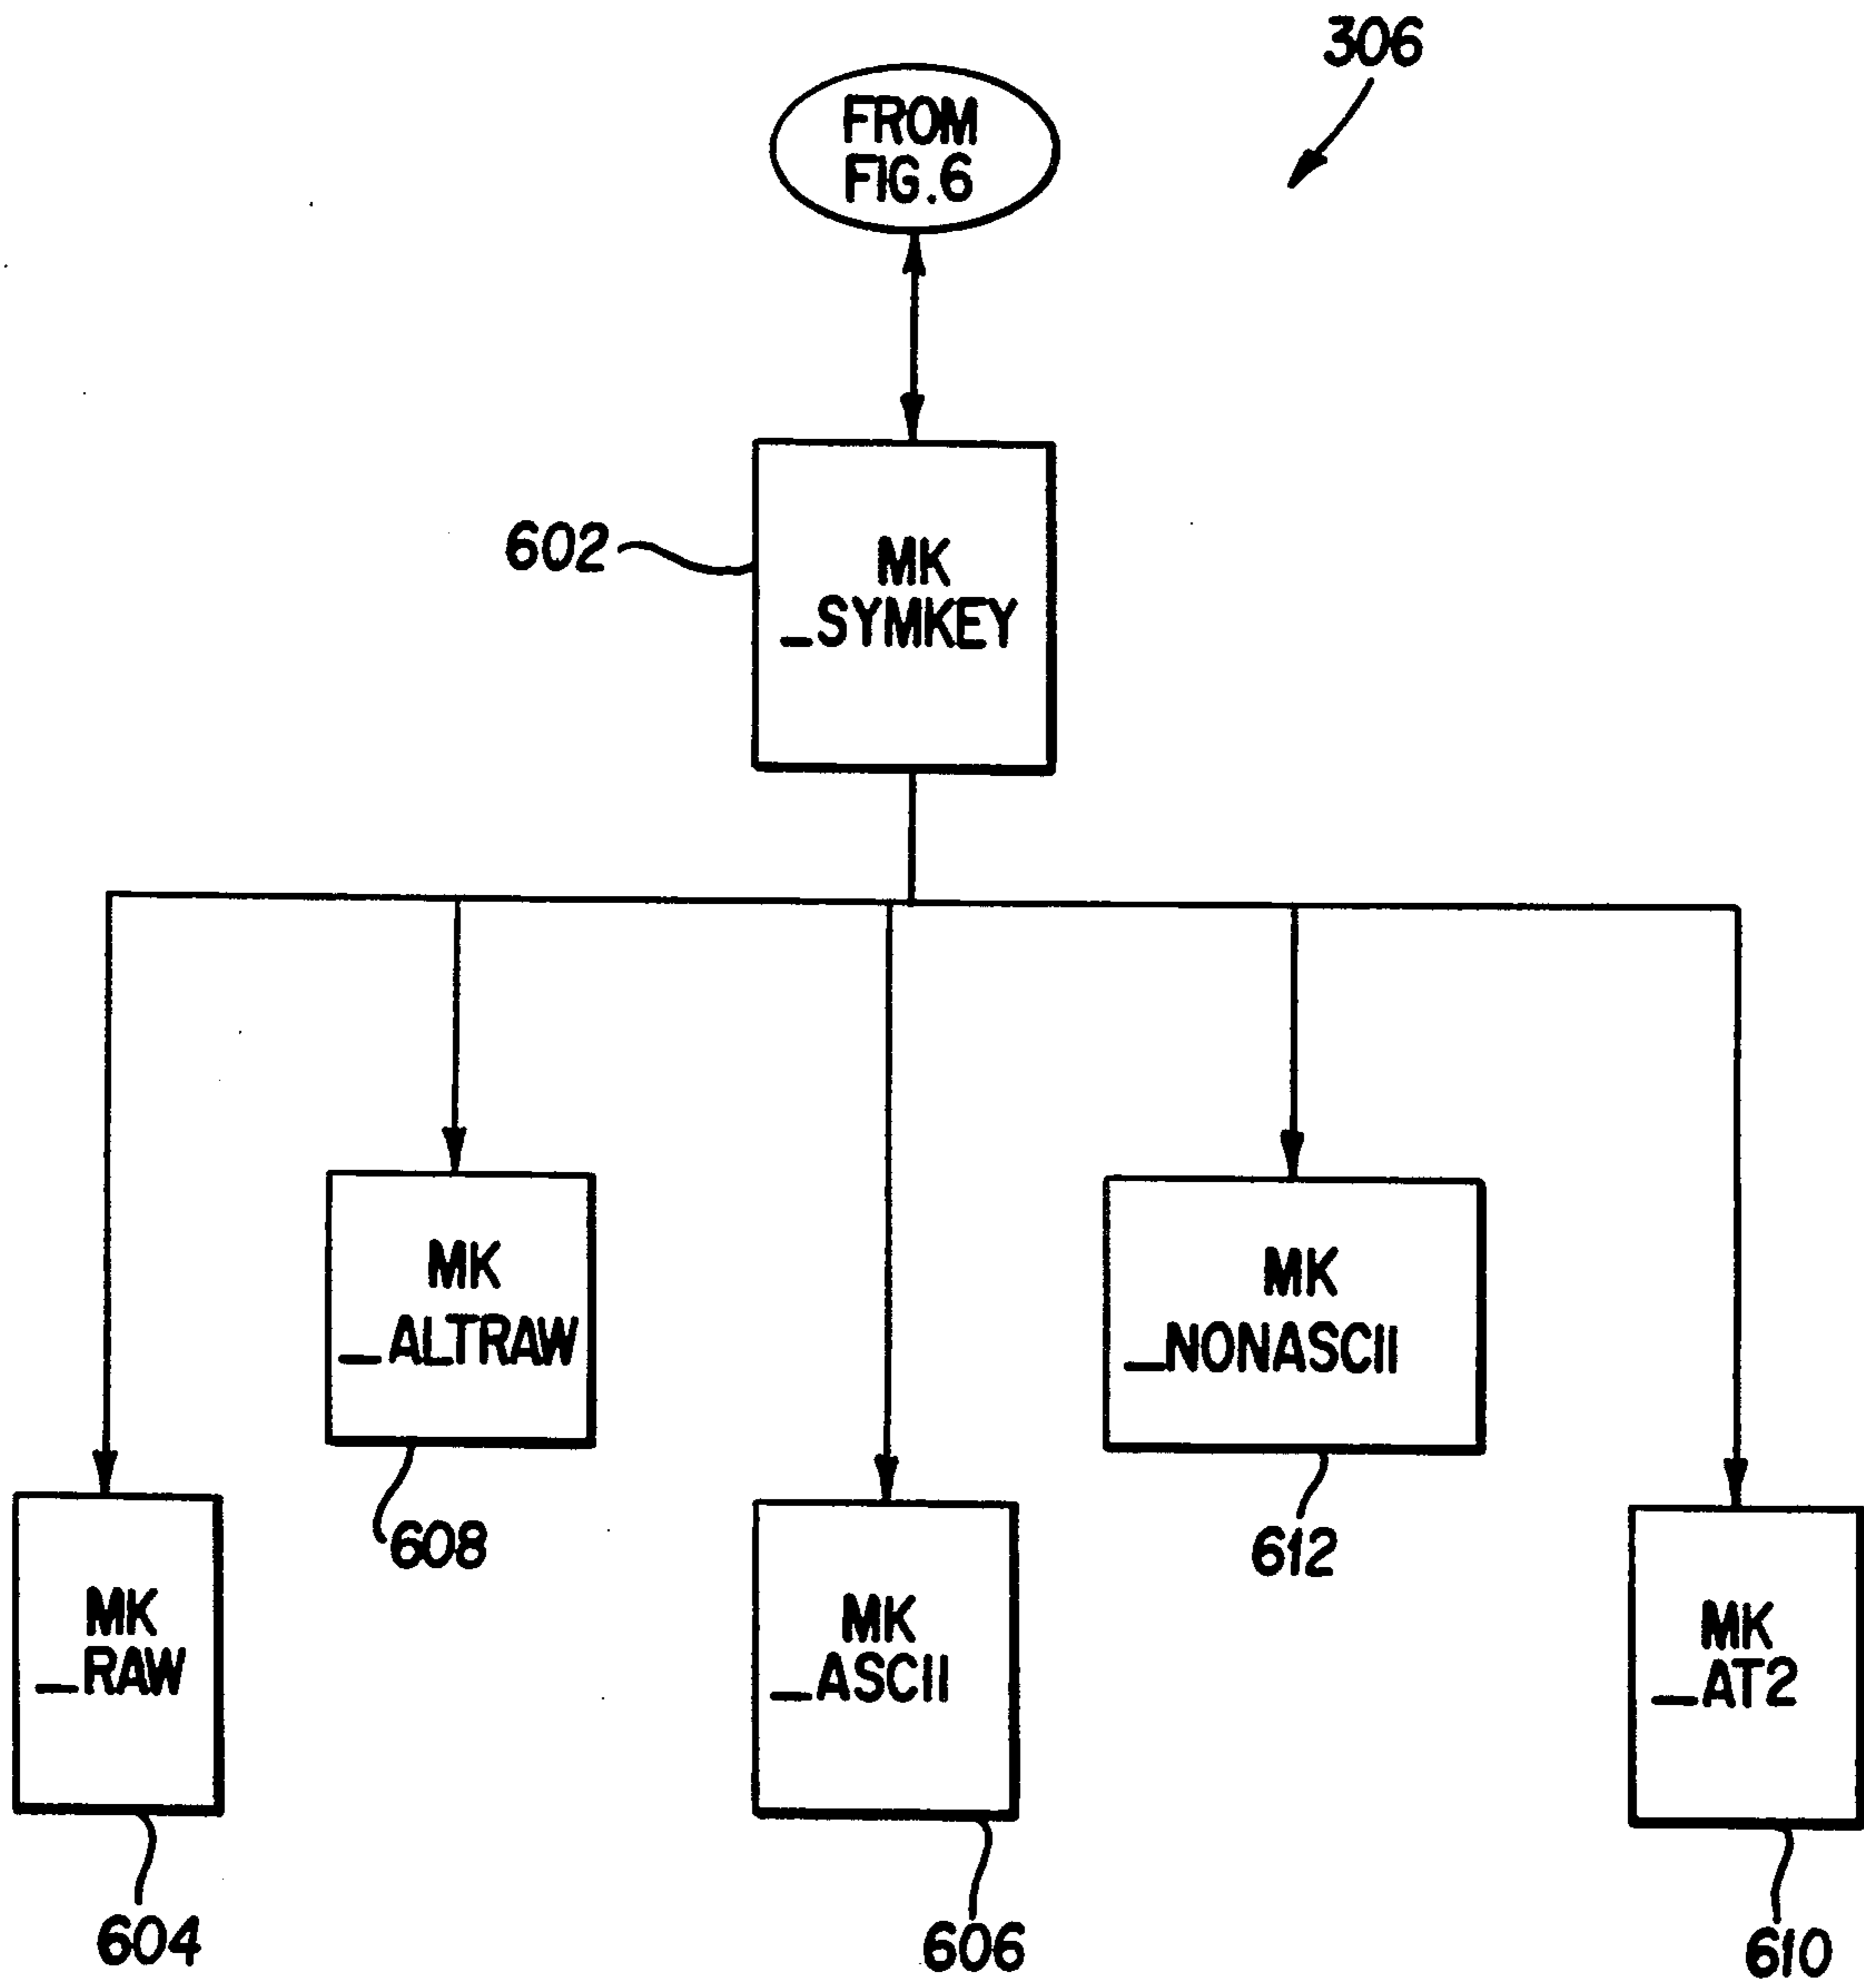 306
FROM
FIG.6
602
MK
_SYMKEY
MK
_ALTRAW
MK
_NONASCII
608
612
MK
_RAW
MK
_ASCII
MK
_AT2
604
606
610